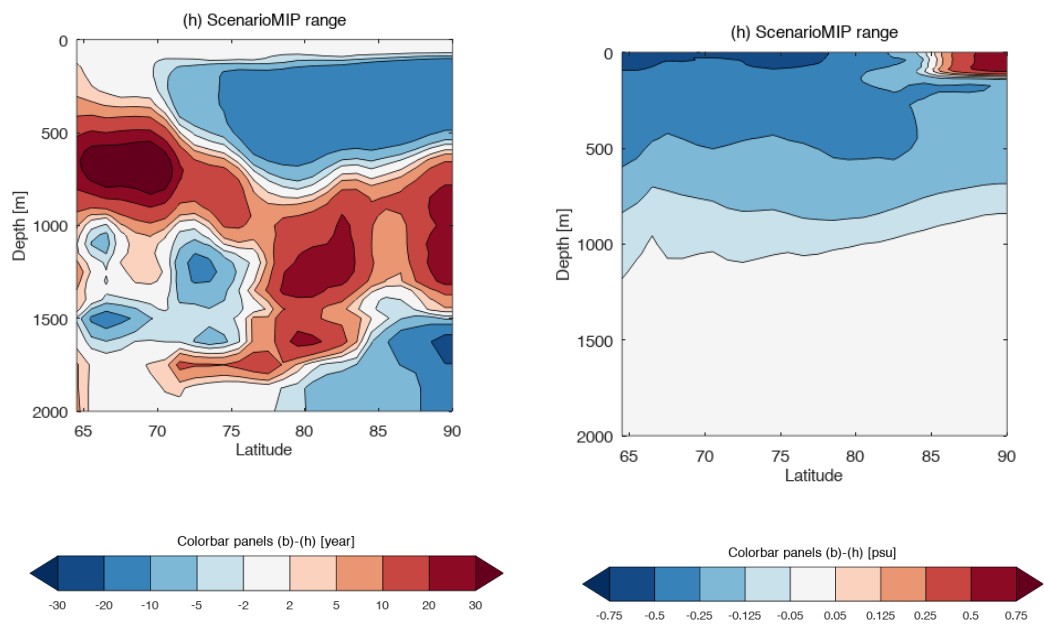 (h) ScenarioMIP range
0
500
1000
1500
2000
Depth [m]
65 70 75 80 85 90
Latitude
Colorbar panels (b)-(h) [year]
-30 -20 -10 -5 -2 2 5 10 20 30
(h) ScenarioMIP range
0
500
1000
1500
2000
Depth [m]
65 70 75 80 85 90
Latitude
Colorbar panels (b)-(h) [psu]
-0.75 -0.5 -0.25 -0.125 -0.05 0.05 0.125 0.25 0.5 0.75